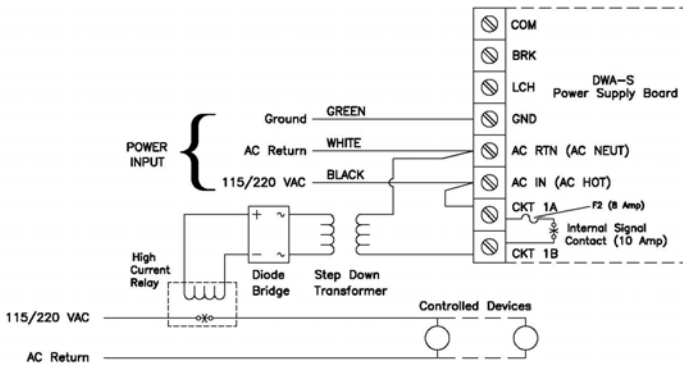 COM
BRK
LCH
DWA-S
Power Supply Board
Ground
GREEN
GND
POWER
INPUT
AC Return
WHITE
AC RTN (AC NEUT)
115/220 VAC
BLACK
AC IN (AC HOT)
CKT 1A
F2 (8 Amp)
Internal Signal
Contact (10 Amp)
CKT 1B
+ ~
- ~
High
Current
Relay
Diode
Bridge
Step Down
Transformer
Controlled Devices
115/220 VAC
AC Return